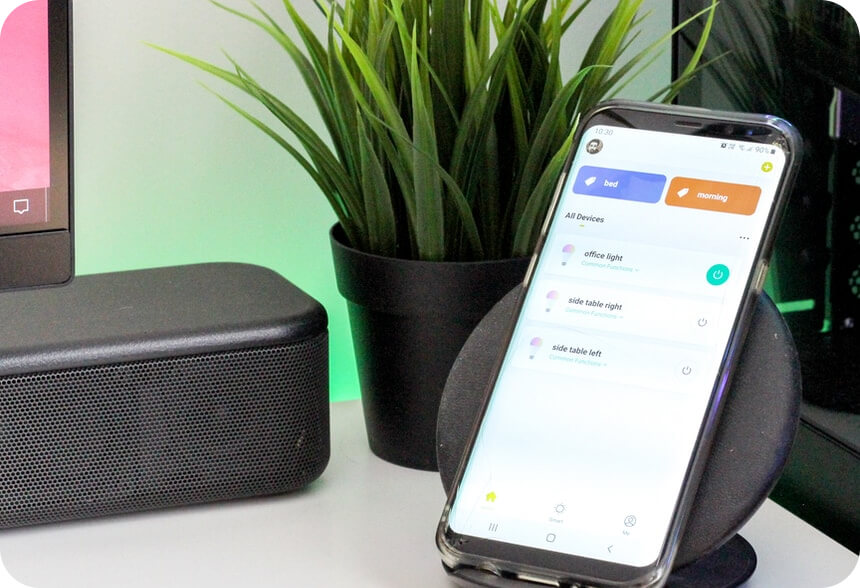 10:30
90%
bed
morning
All Devices
office light
Common Functions
side table right
Common Functions
side table left
Common Functions
Smart
Me